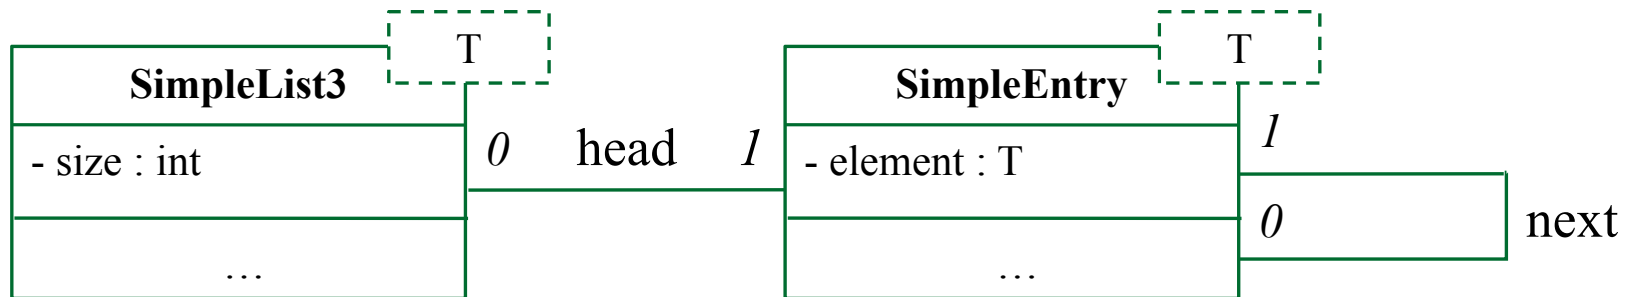 T
SimpleList3
- size : int
…
0 head 1
T
SimpleEntry
- element : T
…
1
0
next